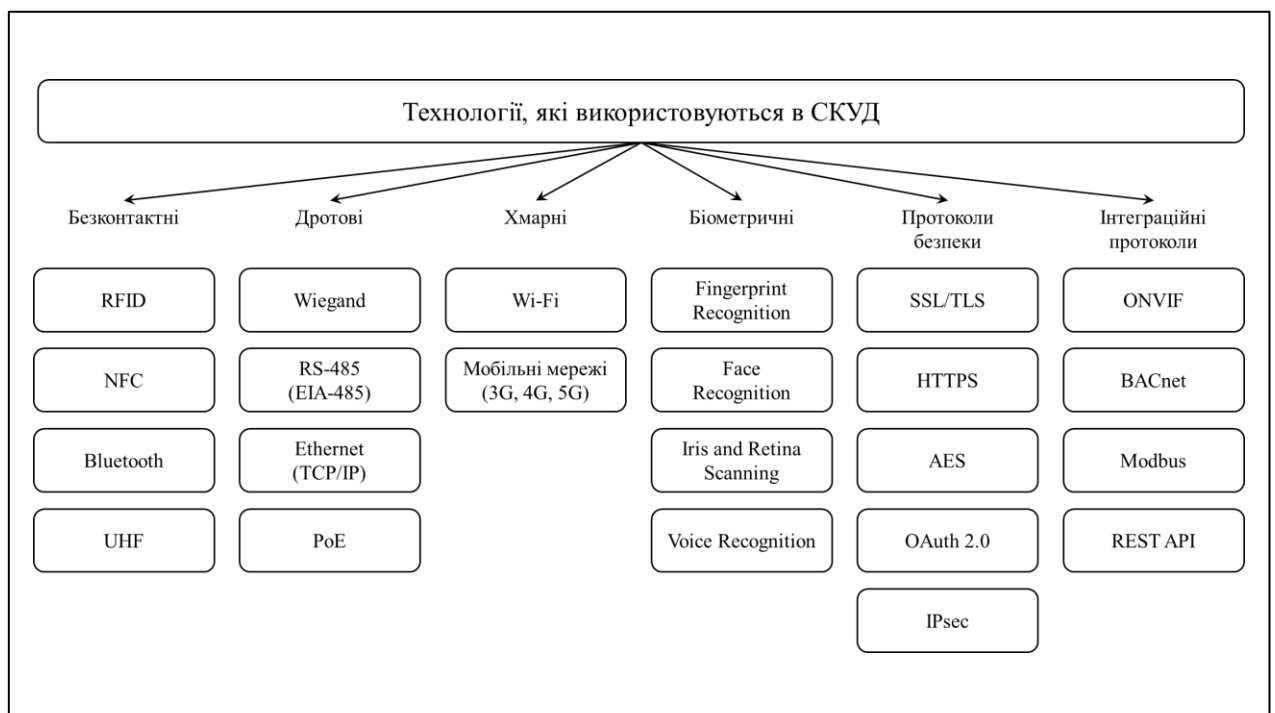 Технології, які використовуються в СКУД
Безконтактні
Дротові
Хмарні
Біометричні
Протоколи
безпеки
Інтеграційні
протоколи
RFID
Wiegand
Wi-Fi
Fingerprint
Recognition
SSL/TLS
ONVIF
NFC
RS-485
(EIA-485)
Мобільні мережі
(3G, 4G, 5G)
Face
Recognition
HTTPS
BACnet
Bluetooth
Ethernet
(TCP/IP)
Iris and Retina
Scanning
AES
Modbus
UHF
PoE
Voice Recognition
OAuth 2.0
REST API
IPsec